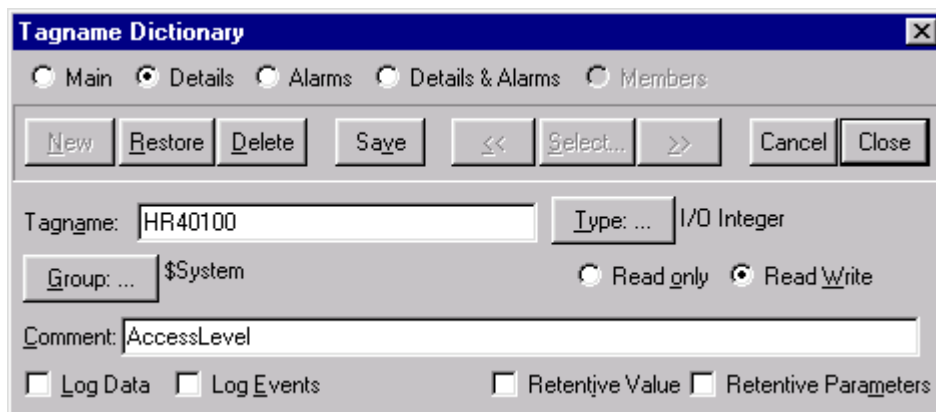 Tagname Dictionary
Main Details Alarms Details & Alarms Members
New Restore Delete Save << Select... >> Cancel Close
Tagname: HR40100 Type: ... I/O Integer
Group: ... $System Read only Read Write
Comment: AccessLevel
Log Data Log Events Retentive Value Retentive Parameters